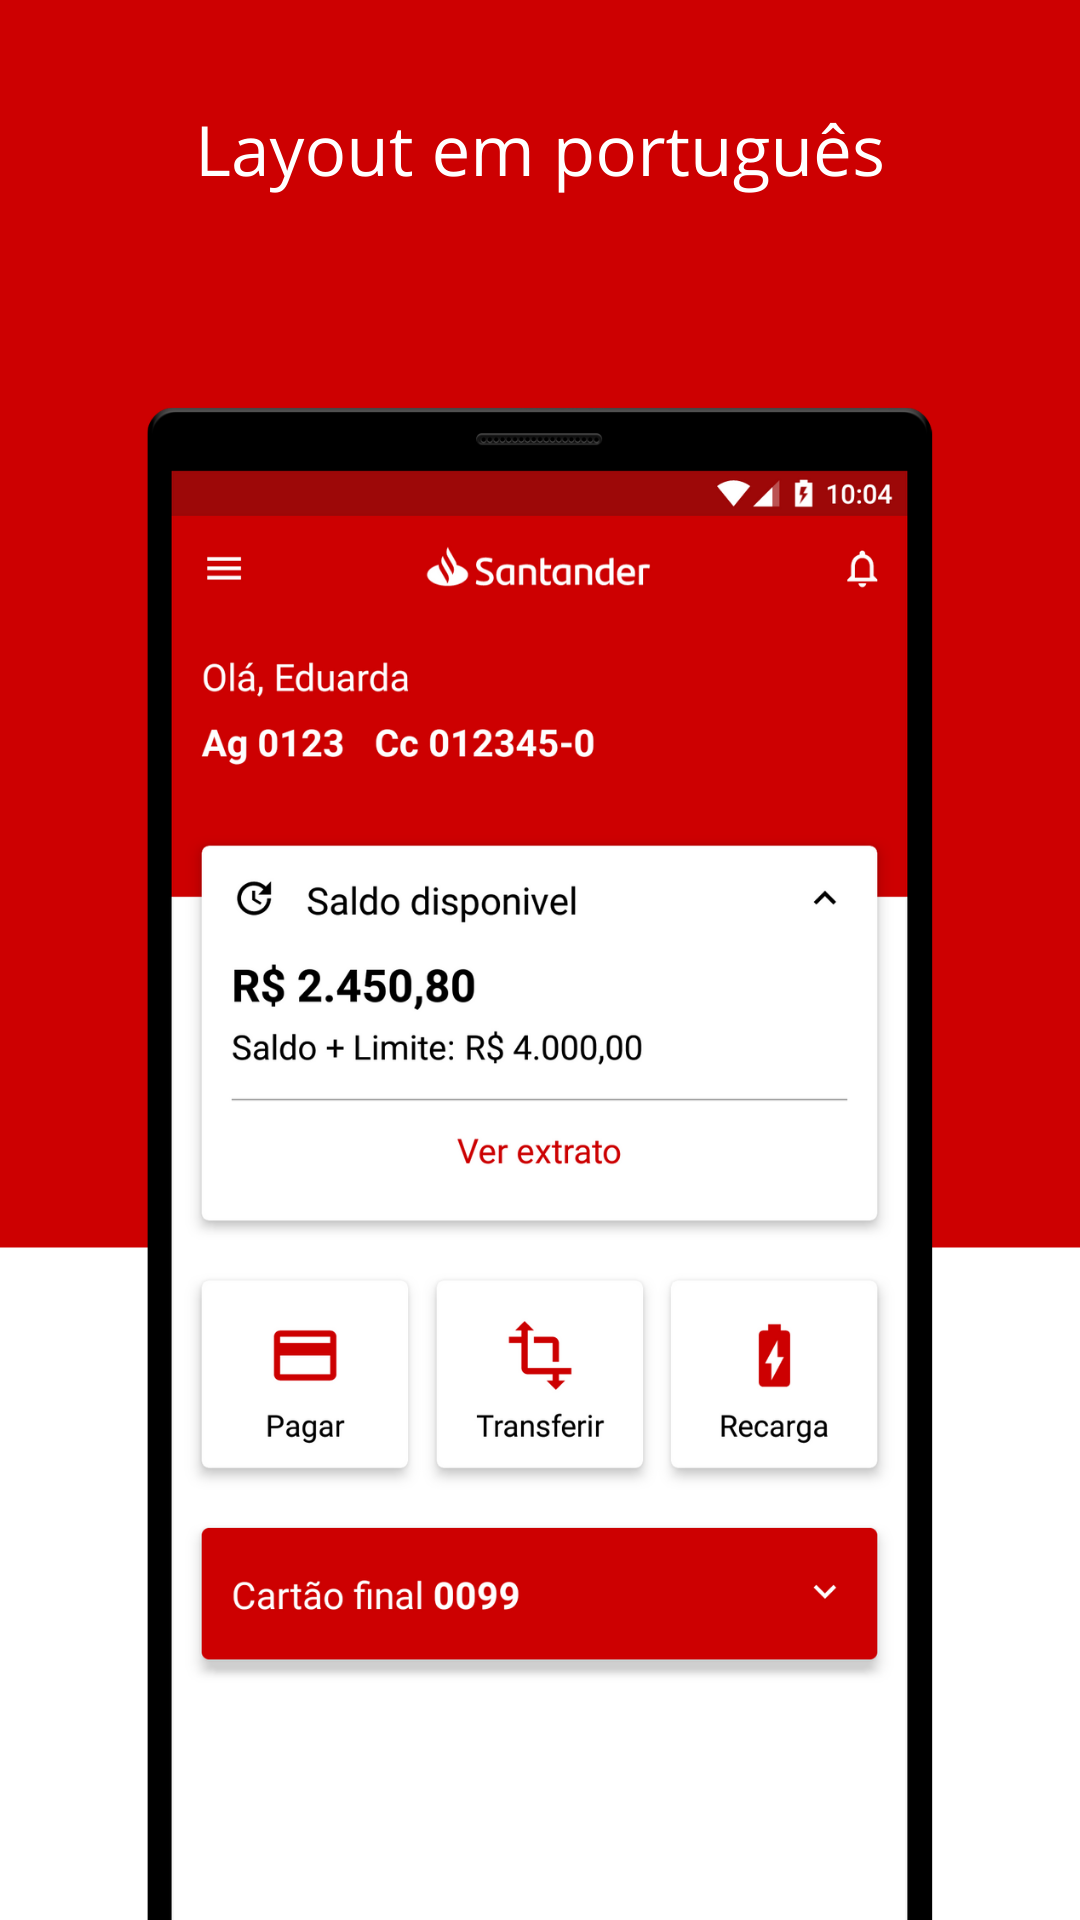 Layout em português
10:04
Santander
Olá, Eduarda
Ag 0123 Cc 012345-0
Saldo disponivel
R$ 2.450,80
Saldo + Limite: R$ 4.000,00
Ver extrato
Pagar Transferir Recarga
Cartão final 0099